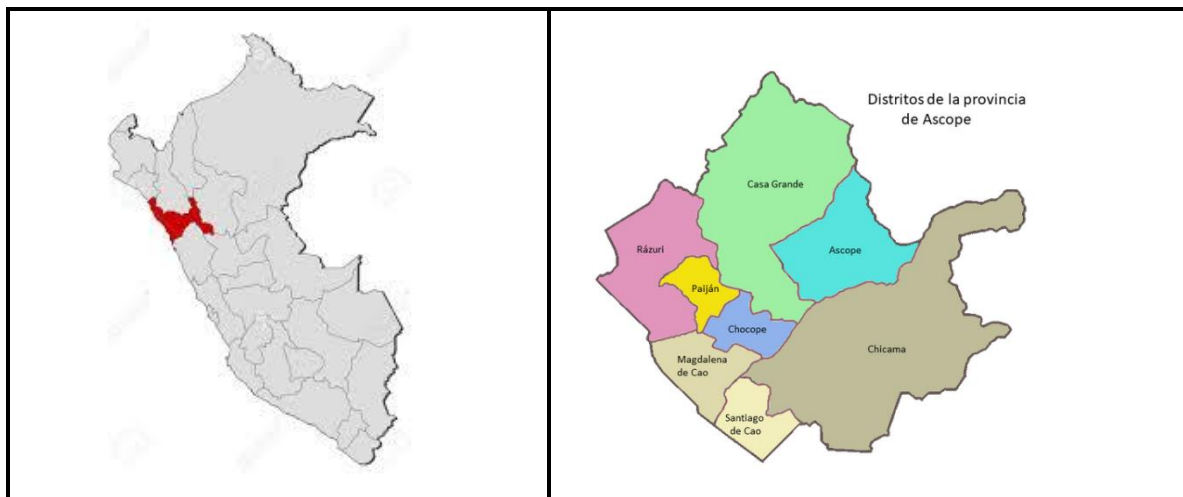 Distritos de la provincia
de Ascope
Casa Grande
Rázuri
Ascope
Paiján
Chocope
Chicama
Magdalena
de Cao
Santiago
de Cao